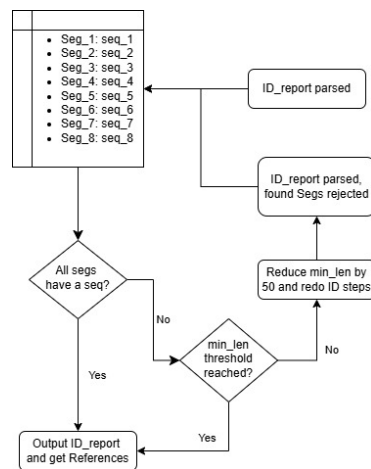 • Seg_1: seq_1
• Seg_2: seq_2
• Seg_3: seq_3
• Seg_4: seq_4
• Seg_5: seq_5
• Seg_6: seq_6
• Seg_7: seq_7
• Seg_8: seq_8
ID_report parsed
ID_report parsed,
found Segs rejected
All segs
have a seq?
Reduce min_len by
50 and redo ID steps
No
min_len
threshold
reached?
No
Yes
Yes
Output ID_report
and get References